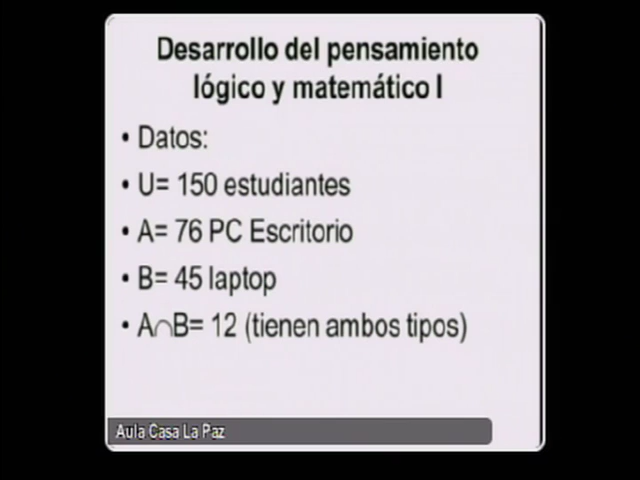 Desarrollo del pensamiento
lógico y matemático I
• Datos:
• U= 150 estudiantes
• A= 76 PC Escritorio
• B= 45 laptop
• A∩B= 12 (tienen ambos tipos)
Aula Casa La Paz